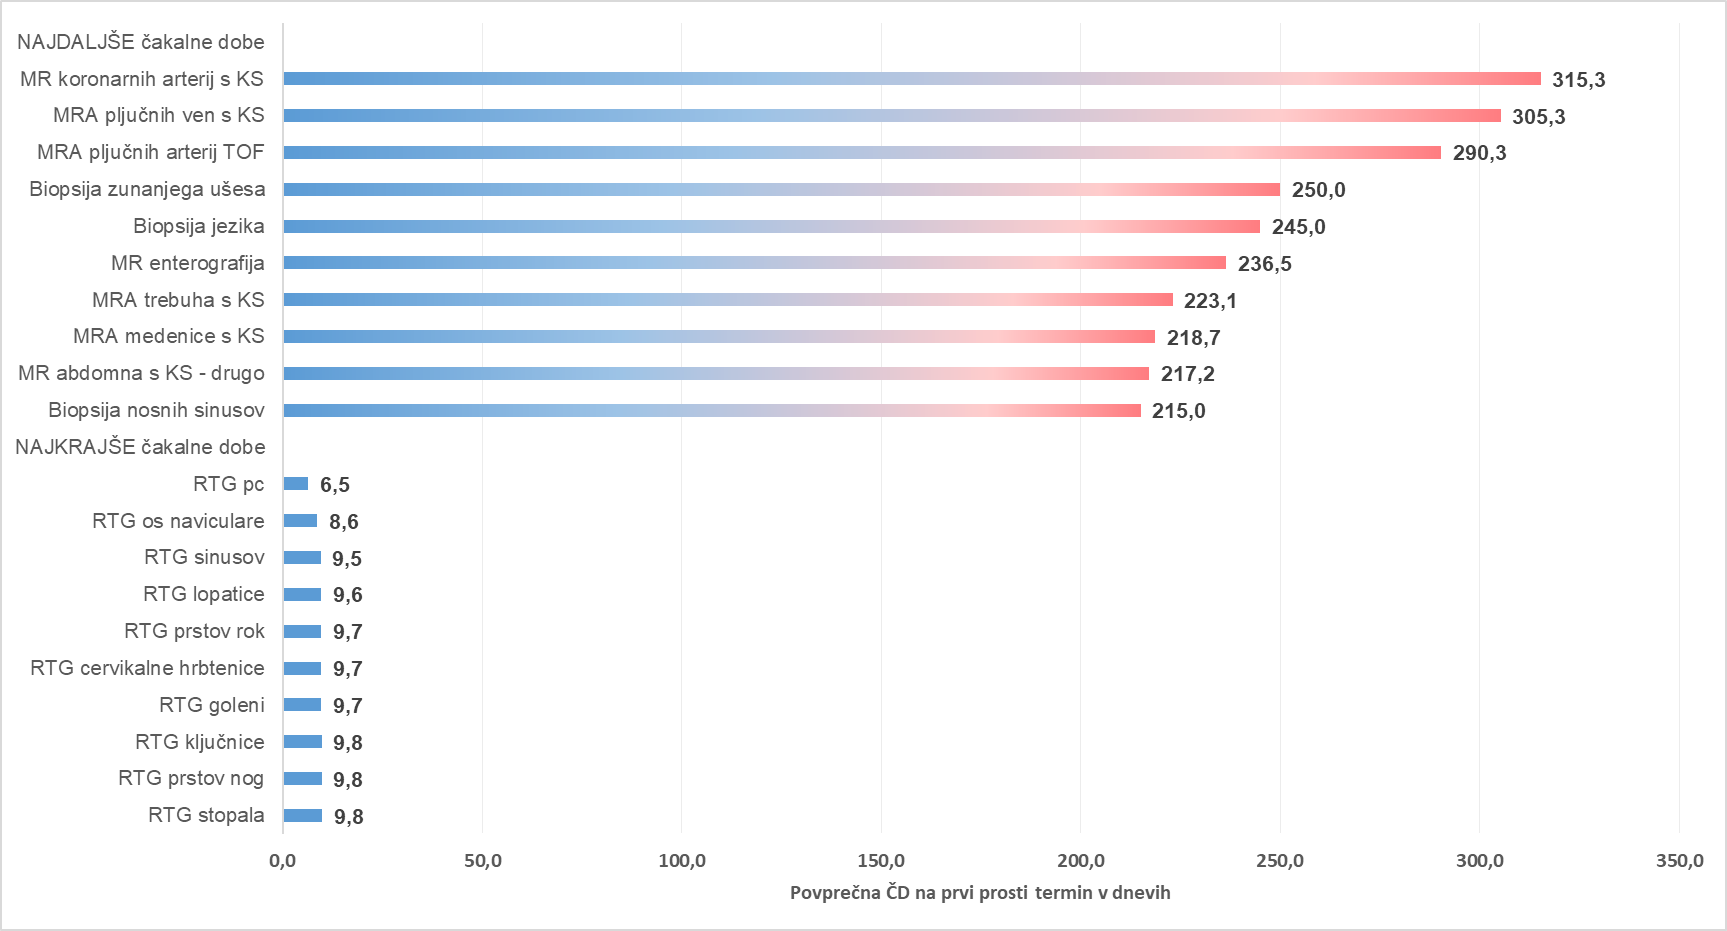 NAJDALJŠE čakalne dobe
MR koronarnih arterij s KS 315,3
MRA pljučnih ven s KS 305,3
MRA pljučnih arterij TOF 290,3
Biopsija zunanjega ušesa 250,0
Biopsija jezika 245,0
MR enterografija 236,5
MRA trebuha s KS 223,1
MRA medenice s KS 218,7
MR abdomna s KS - drugo 217,2
Biopsija nosnih sinusov 215,0
NAJKRAJŠE čakalne dobe
RTG pc 6,5
RTG os naviculare 8,6
RTG sinusov 9,5
RTG lopatice 9,6
RTG prstov rok 9,7
RTG cervikalne hrbtenice 9,7
RTG goleni 9,7
RTG ključnice 9,8
RTG prstov nog 9,8
RTG stopala 9,8
0,0 50,0 100,0 150,0 200,0 250,0 300,0 350,0
Povprečna ČD na prvi prosti termin v dnevih